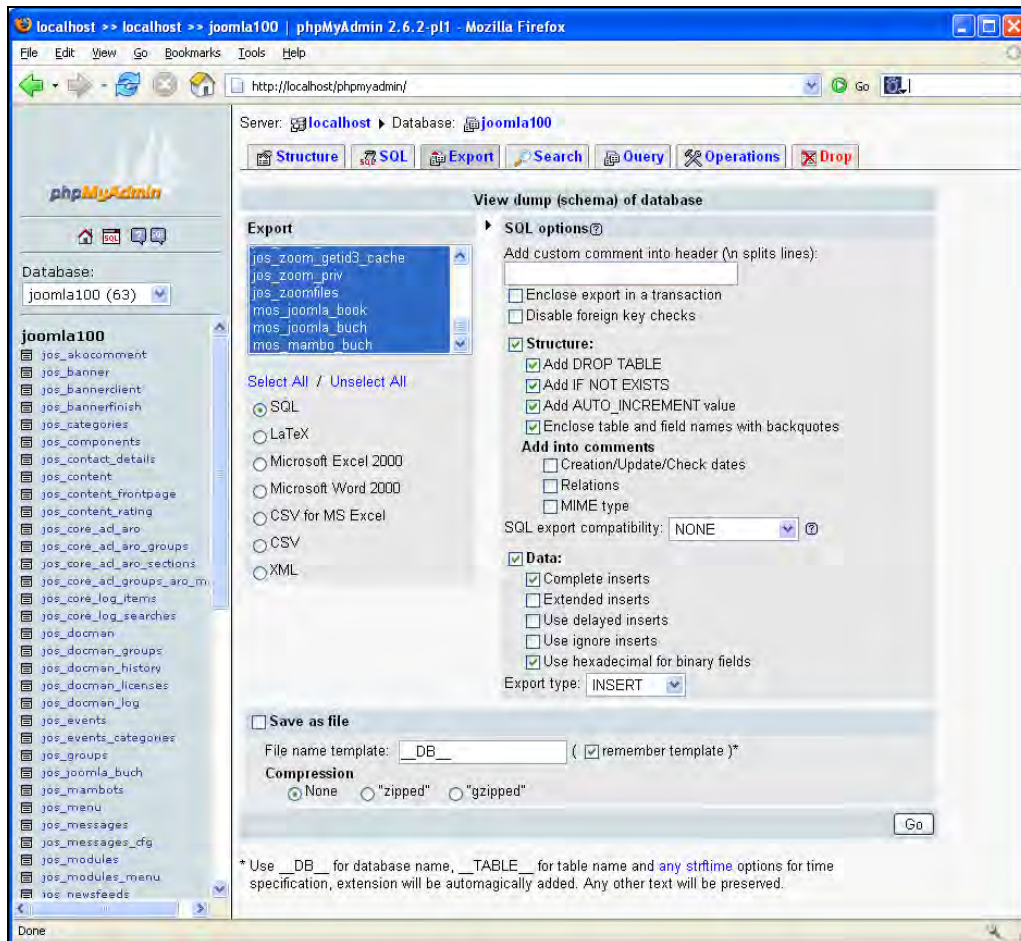 localhost >> localhost >> joomla100 | phpMyAdmin 2.6.2-pl1 - Mozilla Firefox
File Edit View Go Bookmarks Tools Help
http://localhost/phpmyadmin/ Go
phpMyAdmin
SQL
Database:
joomla100 (63)
joomla100
jos_akocomment
jos_banner
jos_bannerclient
jos_bannerfinish
jos_categories
jos_components
jos_contact_details
jos_content
jos_content_frontpage
jos_content_rating
jos_core_acl_aro
jos_core_acl_aro_groups
jos_core_acl_aro_sections
jos_core_acl_groups_aro_m
jos_core_log_items
jos_core_log_searches
jos_docman
jos_docman_groups
jos_docman_history
jos_docman_licenses
jos_docman_log
jos_events
jos_events_categories
jos_groups
jos_joomla_buch
jos_mambots
jos_menu
jos_messages
jos_messages_cfg
jos_modules
jos_modules_menu
jos_newsfeeds
Server: localhost Database: joomla100
Structure SQL Export Search Query Operations Drop
View dump (schema) of database
Export
jos_zoom_getid3_cache
jos_zoom_priv
jos_zoomfiles
mos_joomla_book
mos_joomla_buch
mos_mambo_buch
Select All / Unselect All
SQL
LaTeX
Microsoft Excel 2000
Microsoft Word 2000
CSV for MS Excel
CSV
XML
SQL options
Add custom comment into header (\n splits lines):
Enclose export in a transaction
Disable foreign key checks
Structure:
Add DROP TABLE
Add IF NOT EXISTS
Add AUTO_INCREMENT value
Enclose table and field names with backquotes
Add into comments
Creation/Update/Check dates
Relations
MIME type
SQL export compatibility: NONE
Data:
Complete inserts
Extended inserts
Use delayed inserts
Use ignore inserts
Use hexadecimal for binary fields
Export type: INSERT
Save as file
File name template: __DB__ ( remember template )*
Compression
None "zipped" "gzipped"
Go
* Use __DB__ for database name, __TABLE__ for table name and any strftime options for time
specification, extension will be automagically added. Any other text will be preserved.
Done